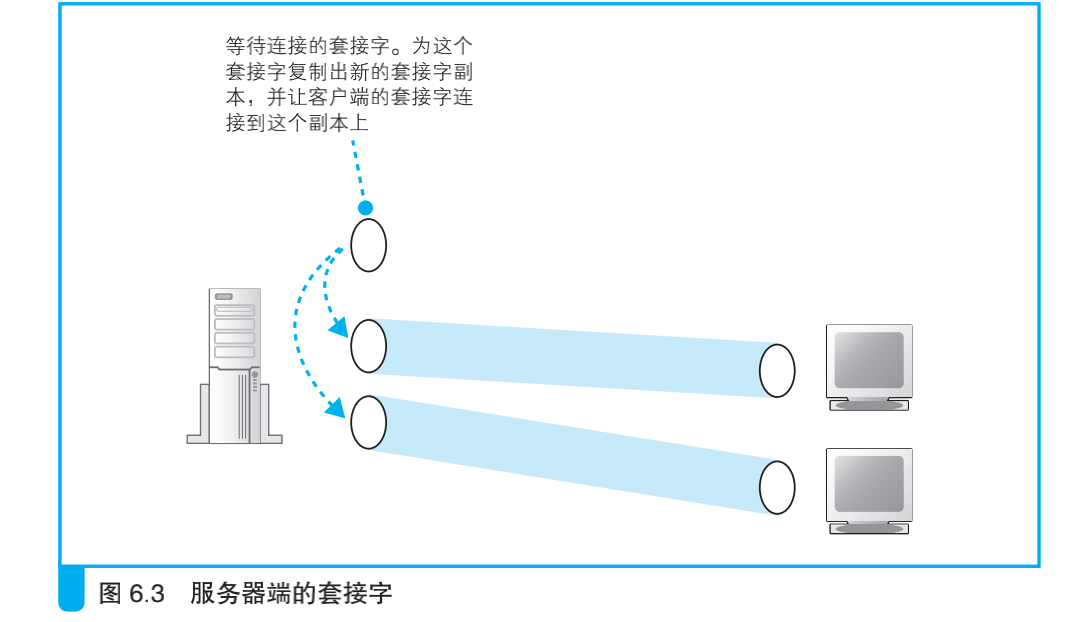 等待连接的套接字。为这个
套接字复制出新的套接字副
本，并让客户端的套接字连
接到这个副本上
图 6.3 服务器端的套接字